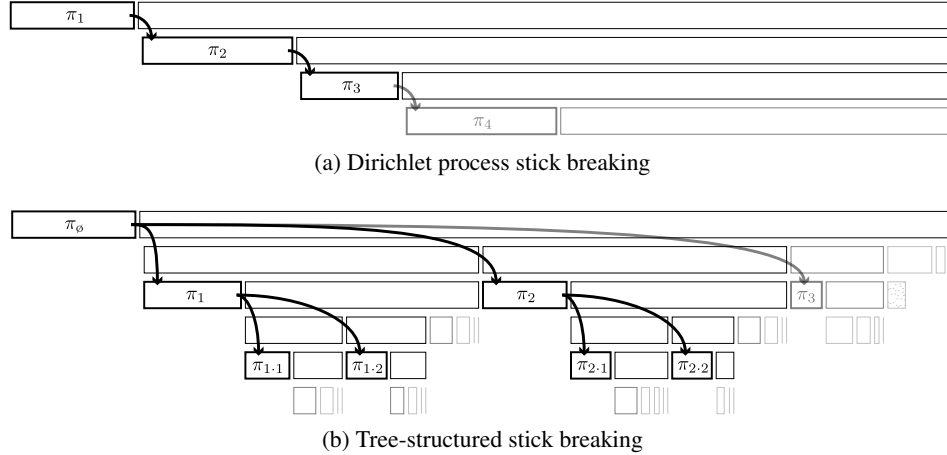 π₁
π₂
π₃
π₄
(a) Dirichlet process stick breaking
π_ø
π₁ π₂ π₃
π₁.₁ π₁.₂ π₂.₁ π₂.₂
(b) Tree-structured stick breaking